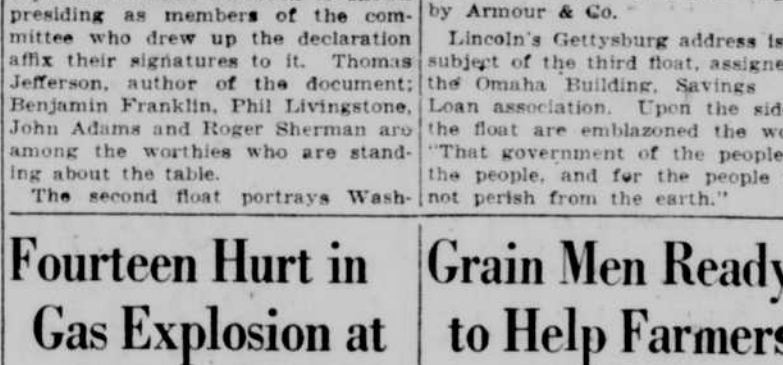 presiding as members of the com-
mittee who drew up the declaration
affix their signatures to it. Thomas
Jefferson, author of the document;
Benjamin Franklin, Phil Livingstone,
John Adams and Roger Sherman are
among the worthies who are stand-
ing about the table.
The second float portrays Wash-
by Armour & Co.
Lincoln's Gettysburg address is
subject of the third float, assigne
the Omaha Building, Savings
Loan association. Upon the sid
the float are emblazoned the wo
"That government of the people
the people, and for the people
not perish from the earth."
Fourteen Hurt in
Gas Explosion at
Grain Men Ready
to Help Farmers